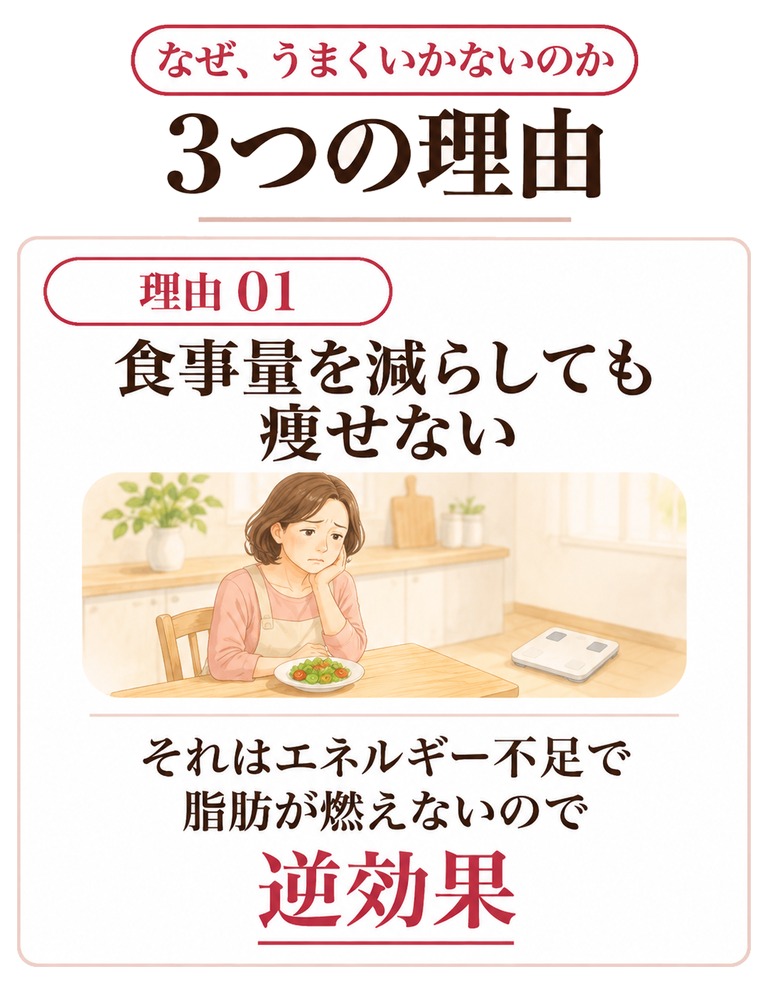 なぜ、うまくいかないのか
3つの理由
理由 01
食事量を減らしても
痩せない
それはエネルギー不足で
脂肪が燃えないので
逆効果